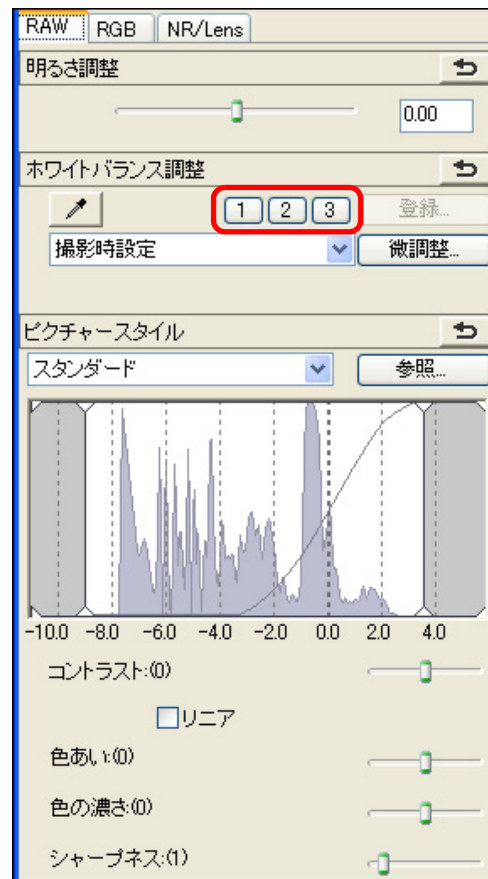 RAW RGB NR/Lens
明るさ調整
0.00
ホワイトバランス調整
1 2 3 登録...
撮影時設定 微調整...
ピクチャースタイル
スタンダード 参照...
-10.0 -8.0 -6.0 -4.0 -2.0 0.0 2.0 4.0
コントラスト:(0)
リニア
色あい:(0)
色の濃さ:(0)
シャープネス:(1)